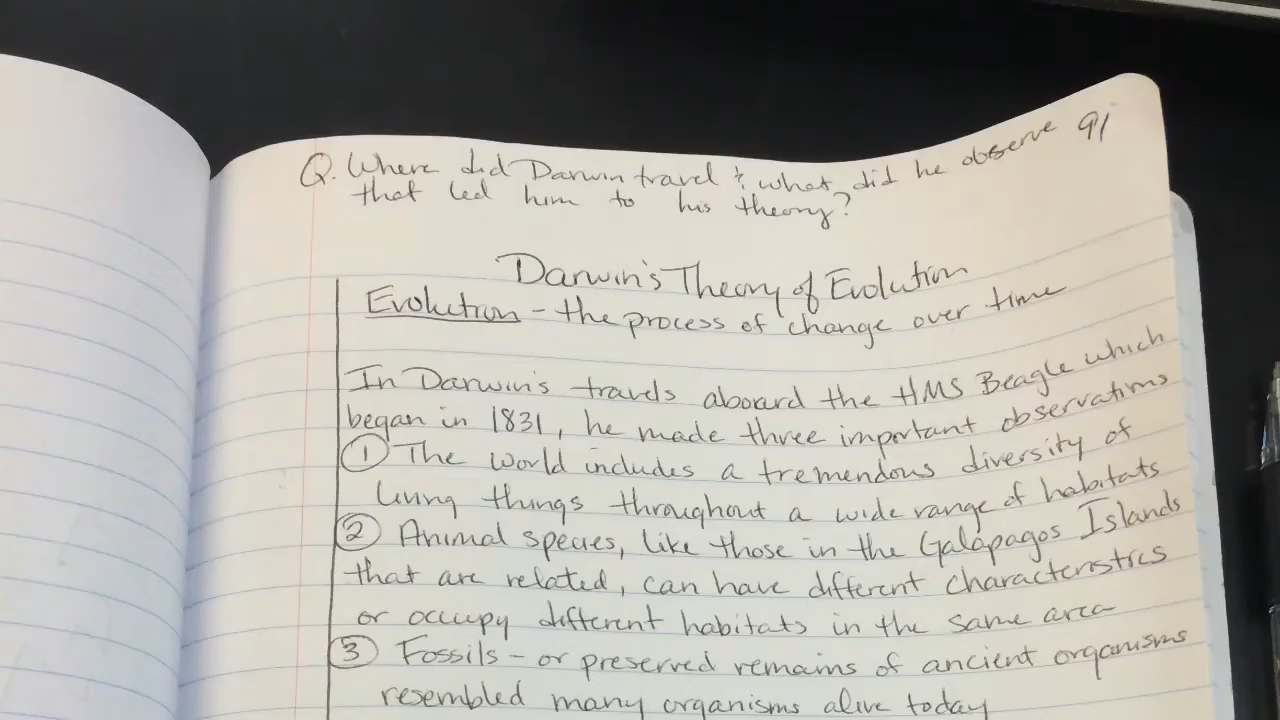 91
Q. Where did Darwin travel & what did he observe
that led him to his theory?
Darwin's Theory of Evolution
Evolution - the process of change over time
In Darwin's travels aboard the HMS Beagle which
began in 1831, he made three important observations
① The world includes a tremendous diversity of
living things throughout a wide range of habitats
② Animal species, like those in the Galápagos Islands
that are related, can have different characteristics
or occupy different habitats in the same area
③ Fossils - or preserved remains of ancient organisms
resembled many organisms alive today